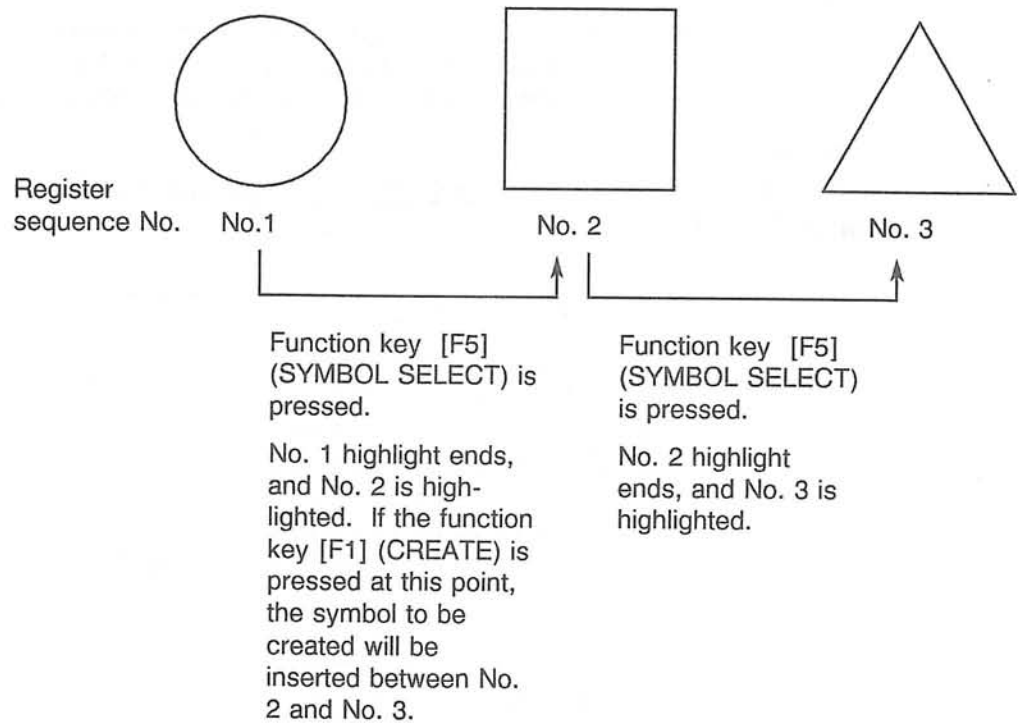 Register
sequence No. No.1 No. 2 No. 3
Function key [F5]
(SYMBOL SELECT) is
pressed.
No. 1 highlight ends,
and No. 2 is high-
lighted. If the function
key [F1] (CREATE) is
pressed at this point,
the symbol to be
created will be
inserted between No.
2 and No. 3.
Function key [F5]
(SYMBOL SELECT)
is pressed.
No. 2 highlight
ends, and No. 3 is
highlighted.